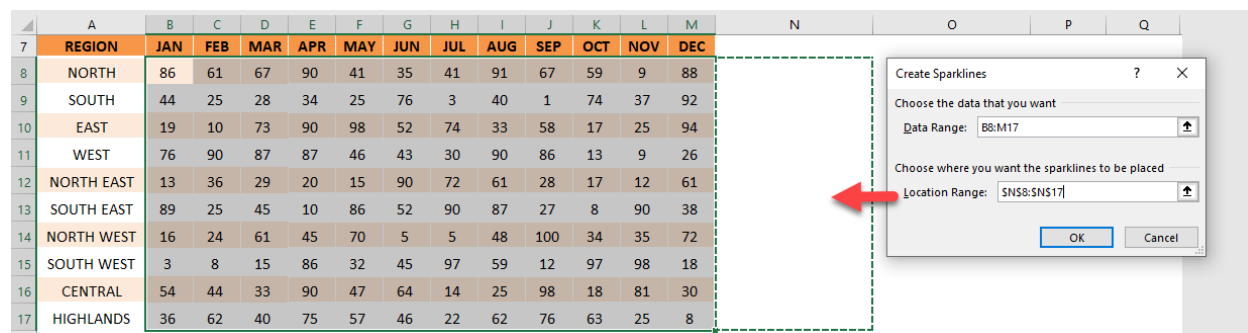 A B C D E F G H I J K L M N O P Q
7 REGION JAN FEB MAR APR MAY JUN JUL AUG SEP OCT NOV DEC
8 NORTH 86 61 67 90 41 35 41 91 67 59 9 88
9 SOUTH 44 25 28 34 25 76 3 40 1 74 37 92
10 EAST 19 10 73 90 98 52 74 33 58 17 25 94
11 WEST 76 90 87 87 46 43 30 90 86 13 9 26
12 NORTH EAST 13 36 29 20 15 90 72 61 28 17 12 61
13 SOUTH EAST 89 25 45 10 86 52 90 87 27 8 90 38
14 NORTH WEST 16 24 61 45 70 5 5 48 100 34 35 72
15 SOUTH WEST 3 8 15 86 32 45 97 59 12 97 98 18
16 CENTRAL 54 44 33 90 47 64 14 25 98 18 81 30
17 HIGHLANDS 36 62 40 75 57 46 22 62 76 63 25 8
Create Sparklines ? ×
Choose the data that you want
Data Range: B8:M17
Choose where you want the sparklines to be placed
Location Range: $N$8:$N$17
OK Cancel